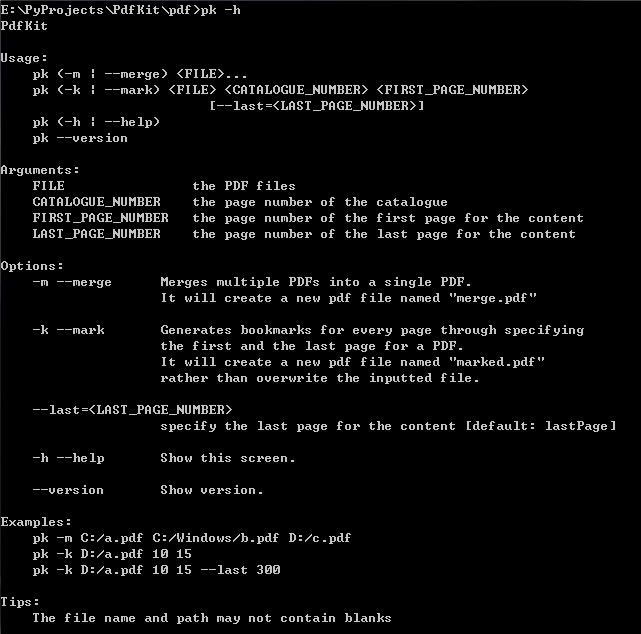 E:\PyProjects\PdfKit\pdf>pk -h
PdfKit
Usage:
pk (-m | --merge) <FILE>...
pk (-k | --mark) <FILE> <CATALOGUE_NUMBER> <FIRST_PAGE_NUMBER>
[--last=<LAST_PAGE_NUMBER>]
pk (-h | --help)
pk --version
Arguments:
FILE the PDF files
CATALOGUE_NUMBER the page number of the catalogue
FIRST_PAGE_NUMBER the page number of the first page for the content
LAST_PAGE_NUMBER the page number of the last page for the content
Options:
-m --merge Merges multiple PDFs into a single PDF.
It will create a new pdf file named "merge.pdf"
-k --mark Generates bookmarks for every page through specifying
the first and the last page for a PDF.
It will create a new pdf file named "marked.pdf"
rather than overwrite the inputted file.
--last=<LAST_PAGE_NUMBER>
specify the last page for the content [default: lastPage]
-h --help Show this screen.
--version Show version.
Examples:
pk -m C:/a.pdf C:/Windows/b.pdf D:/c.pdf
pk -k D:/a.pdf 10 15
pk -k D:/a.pdf 10 15 --last 300
Tips:
The file name and path may not contain blanks